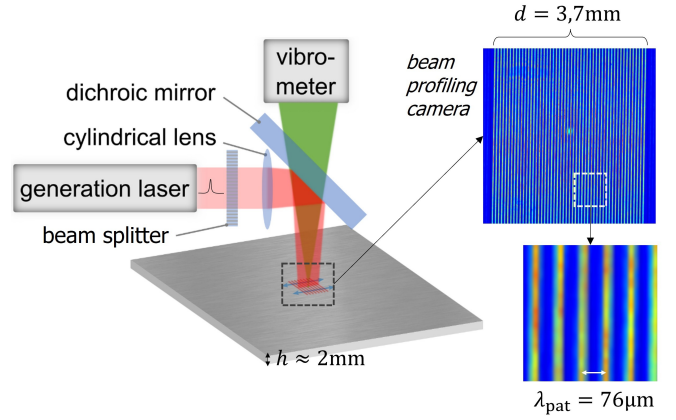 vibro-
meter
dichroic mirror
cylindrical lens
generation laser
beam splitter
h ≈ 2mm
beam
profiling
camera
d = 3,7mm
λpat = 76μm